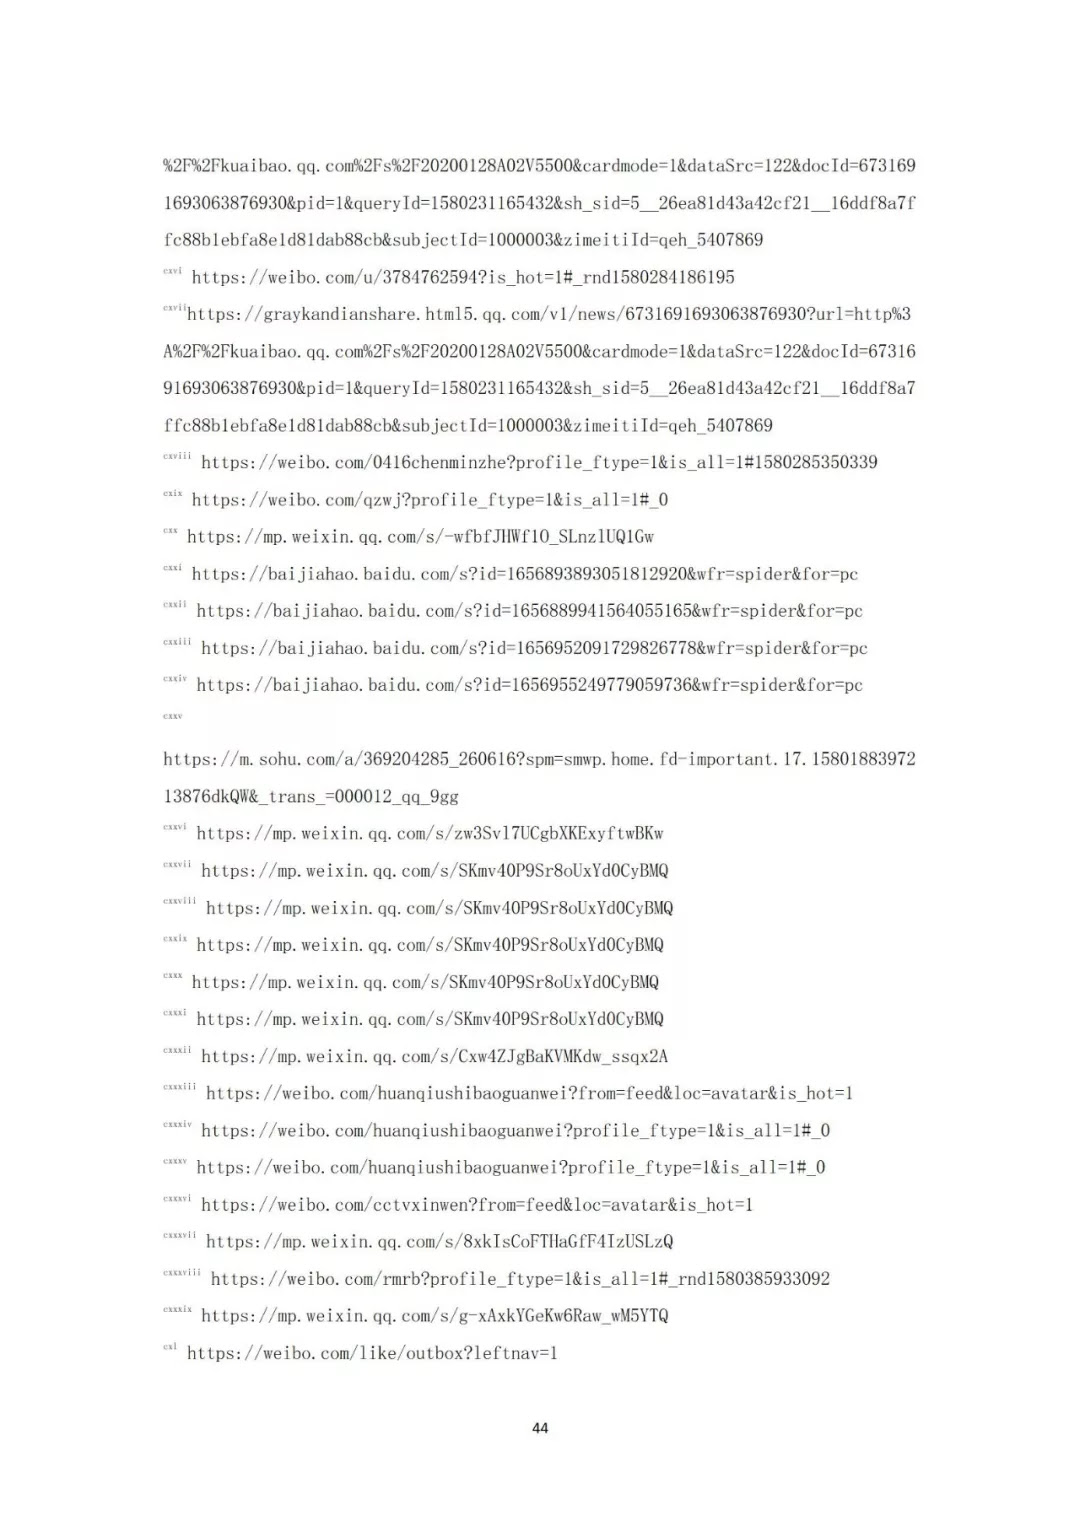 %2F%2Fkuaibao.qq.com%2Fs%2F20200128A02V5500&cardmode=1&dataSrc=122&docId=673169
1693063876930&pid=1&queryId=1580231165432&sh_sid=5__26ea81d43a42cf21__16ddf8a7f
fc88b1ebfa8e1d81dab88cb&subjectId=1000003&zimeitiId=qeh_5407869
cxvi https://weibo.com/u/3784762594?is_hot=1#_rnd1580284186195
cxviihttps://graykandianshare.html5.qq.com/v1/news/6731691693063876930?url=http%3
A%2F%2Fkuaibao.qq.com%2Fs%2F20200128A02V5500&cardmode=1&dataSrc=122&docId=67316
91693063876930&pid=1&queryId=1580231165432&sh_sid=5__26ea81d43a42cf21__16ddf8a7
ffc88b1ebfa8e1d81dab88cb&subjectId=1000003&zimeitiId=qeh_5407869
cxviii https://weibo.com/0416chenminzhe?profile_ftype=1&is_all=1#1580285350339
cxix https://weibo.com/qzwj?profile_ftype=1&is_all=1#_0
cxx https://mp.weixin.qq.com/s/-wfbfJHWf1O_SLnzlUQ1Gw
cxxi https://baijiahao.baidu.com/s?id=1656893893051812920&wfr=spider&for=pc
cxxii https://baijiahao.baidu.com/s?id=1656889941564055165&wfr=spider&for=pc
cxxiii https://baijiahao.baidu.com/s?id=1656952091729826778&wfr=spider&for=pc
cxxiv https://baijiahao.baidu.com/s?id=1656955249779059736&wfr=spider&for=pc
cxxv
https://m.sohu.com/a/369204285_260616?spm=smwp.home.fd-important.17.15801883972
13876dkQW&_trans_=000012_qq_9gg
cxxvi https://mp.weixin.qq.com/s/zw3Svl7UCgbXKExyftwBKw
cxxvii https://mp.weixin.qq.com/s/SKmv40P9Sr8oUxYd0CyBMQ
cxxviii https://mp.weixin.qq.com/s/SKmv40P9Sr8oUxYd0CyBMQ
cxxix https://mp.weixin.qq.com/s/SKmv40P9Sr8oUxYd0CyBMQ
cxxx https://mp.weixin.qq.com/s/SKmv40P9Sr8oUxYd0CyBMQ
cxxxi https://mp.weixin.qq.com/s/SKmv40P9Sr8oUxYd0CyBMQ
cxxxii https://mp.weixin.qq.com/s/Cxw4ZJgBaKVMKdw_ssqx2A
cxxxiii https://weibo.com/huanqiushibaoguanwei?from=feed&loc=avatar&is_hot=1
cxxxiv https://weibo.com/huanqiushibaoguanwei?profile_ftype=1&is_all=1#_0
cxxxv https://weibo.com/huanqiushibaoguanwei?profile_ftype=1&is_all=1#_0
cxxxvi https://weibo.com/cctvxinwen?from=feed&loc=avatar&is_hot=1
cxxxvii https://mp.weixin.qq.com/s/8xkIsCoFTHaGfF4IzUSLzQ
cxxxviii https://weibo.com/rmrb?profile_ftype=1&is_all=1#_rnd1580385933092
cxxxix https://mp.weixin.qq.com/s/g-xAxkYGeKw6Raw_wM5YTQ
cxl https://weibo.com/like/outbox?leftnav=1
44